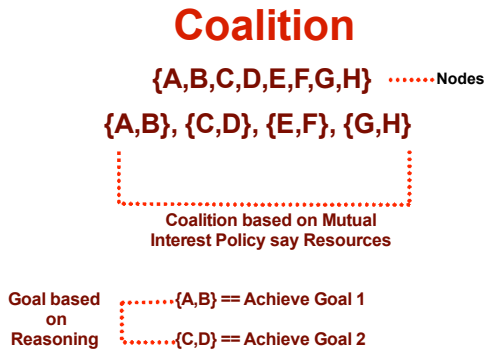 Coalition
{A,B,C,D,E,F,G,H}
Nodes
{A,B}, {C,D}, {E,F}, {G,H}
Coalition based on Mutual
Interest Policy say Resources
Goal based
on
Reasoning
{A,B} == Achieve Goal 1
{C,D} == Achieve Goal 2